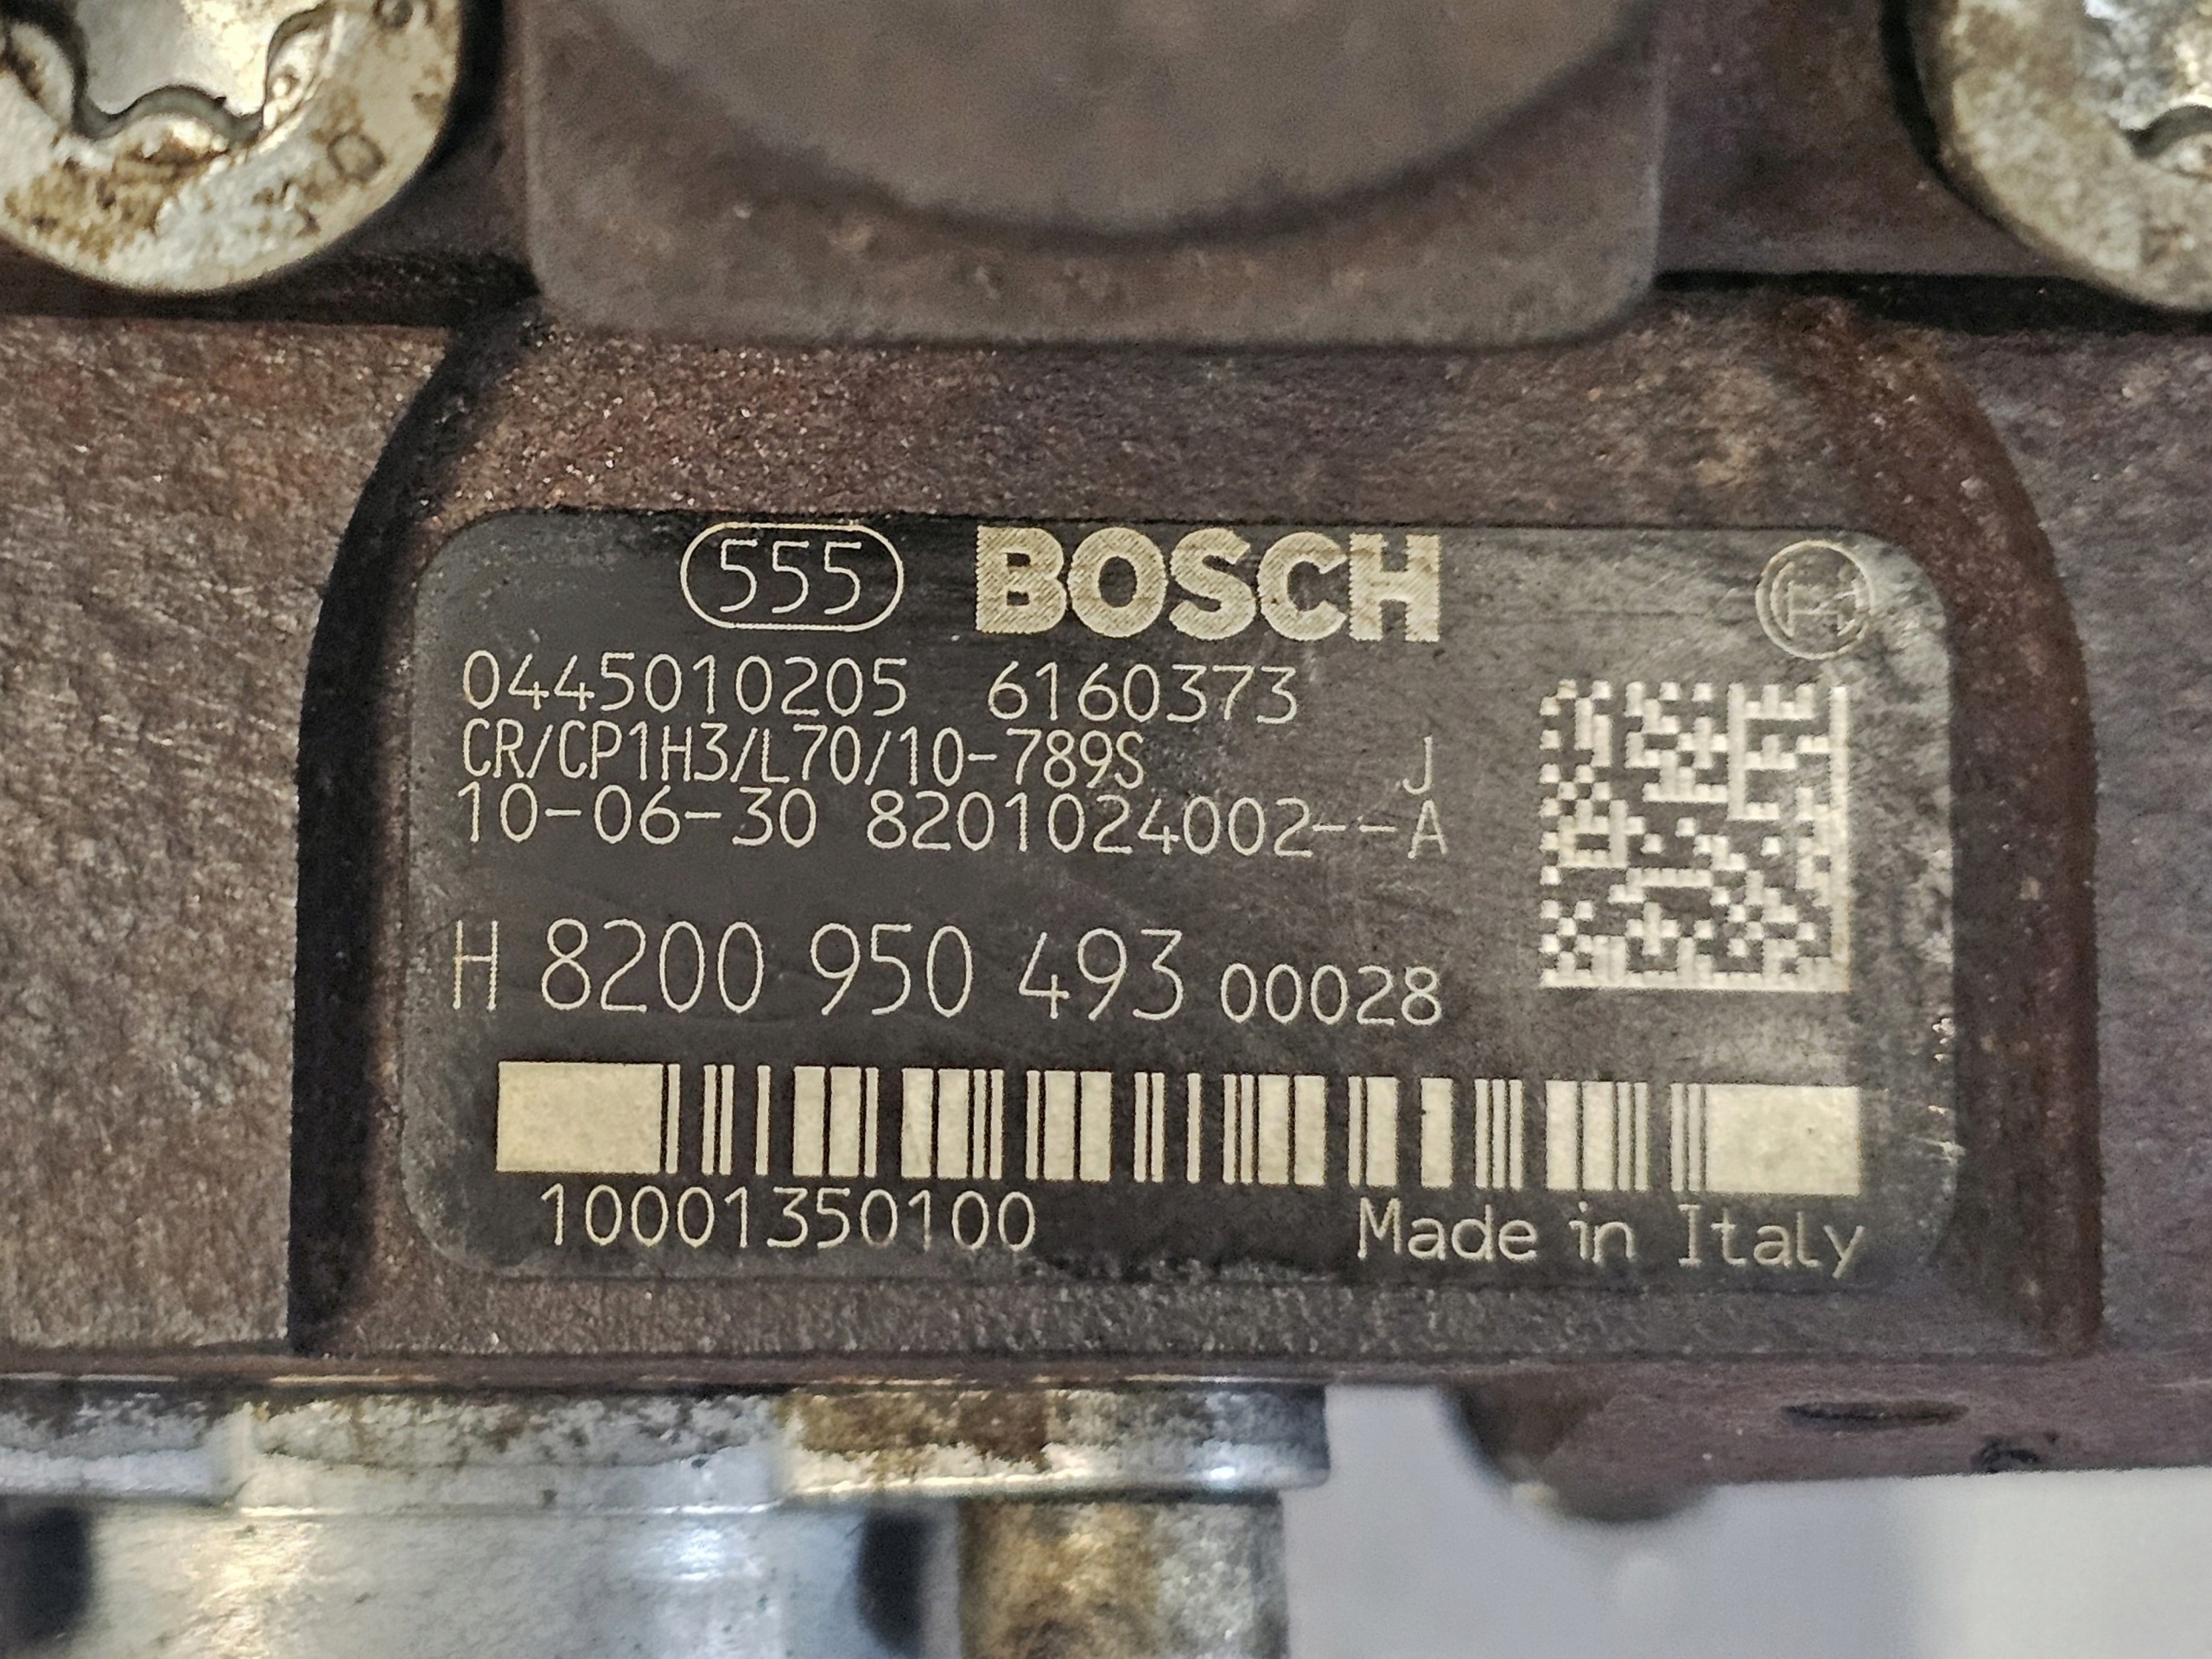 555 BOSCH
0445010205 6160373
CR/CP1H3/L70/10-789S J
10-06-30 8201024002--A
H 8200 950 493 00028
10001350100 Made in Italy